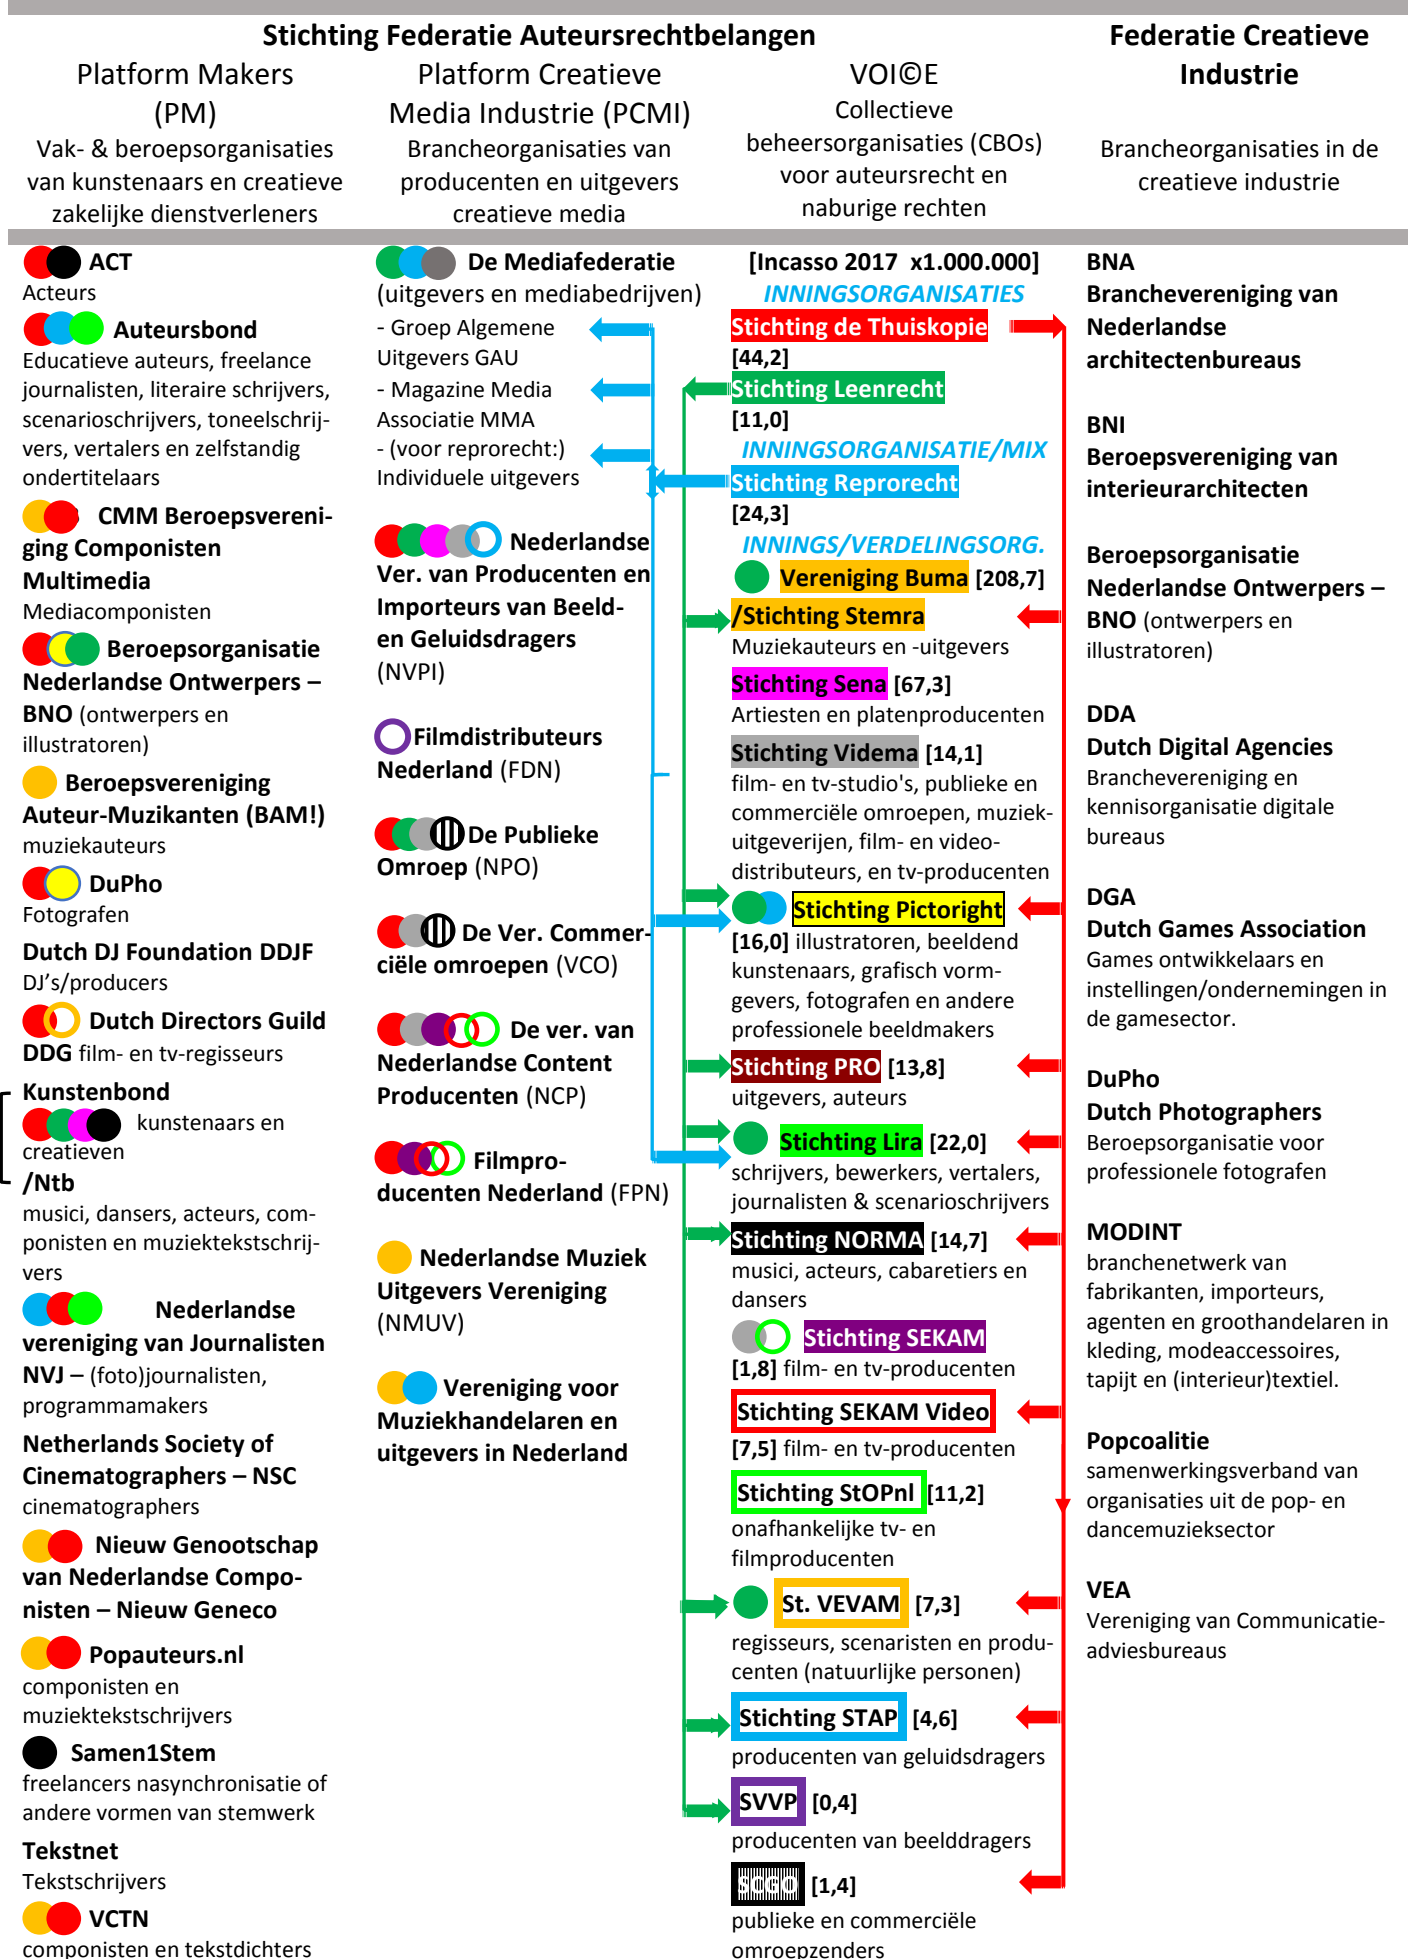 Stichting Federatie Auteursrechtbelangen
Platform Makers
(PM)
Vak- & beroepsorganisaties
van kunstenaars en creatieve
zakelijke dienstverleners
Platform Creatieve
Media Industrie (PCMI)
Brancheorganisaties van
producenten en uitgevers
creatieve media
VOI©E
Collectieve
beheersorganisaties (CBOs)
voor auteursrecht en
naburige rechten
Federatie Creatieve
Industrie
Brancheorganisaties in de
creatieve industrie
ACT
Acteurs
Auteursbond
Educatieve auteurs, freelance
journalisten, literaire schrijvers,
scenarioschrijvers, toneelschrij-
vers, vertalers en zelfstandig
ondertitelaars
CMM Beroepsvereni-
ging Componisten
Multimedia
Mediacomponisten
Beroepsorganisatie
Nederlandse Ontwerpers –
BNO (ontwerpers en
illustratoren)
Beroepsvereniging
Auteur-Muzikanten (BAM!)
muziekauteurs
DuPho
Fotografen
Dutch DJ Foundation DDJF
DJ's/producers
Dutch Directors Guild
DDG film- en tv-regisseurs
Kunstenbond
kunstenaars en
creatieven
/Ntb
musici, dansers, acteurs, com-
ponisten en muziektekstschrij-
vers
Nederlandse
vereniging van Journalisten
NVJ – (foto)journalisten,
programmamakers
Netherlands Society of
Cinematographers – NSC
cinematographers
Nieuw Genootschap
van Nederlandse Compo-
nisten – Nieuw Geneco
Popauteurs.nl
componisten en
muziektekstschrijvers
Samen1Stem
freelancers nasynchronisatie of
andere vormen van stemwerk
Tekstnet
Tekstschrijvers
VCTN
componisten en tekstdichters
De Mediafederatie
(uitgevers en mediabedrijven)
- Groep Algemene
Uitgevers GAU
- Magazine Media
Associatie MMA
- (voor reprorecht:)
Individuele uitgevers
Nederlandse
Ver. van Producenten en
Importeurs van Beeld-
en Geluidsdragers
(NVPI)
Filmdistributeurs
Nederland (FDN)
De Publieke
Omroep (NPO)
De Ver. Commer-
ciële omroepen (VCO)
De ver. van
Nederlandse Content
Producenten (NCP)
Filmpro-
ducenten Nederland (FPN)
Nederlandse Muziek
Uitgevers Vereniging
(NMUV)
Vereniging voor
Muziekhandelaren en
uitgevers in Nederland
[Incasso 2017 x1.000.000]
INNINGSORGANISATIES
Stichting de Thuiskopie
[44,2]
Stichting Leenrecht
[11,0]
INNINGSORGANISATIE/MIX
Stichting Reprorecht
[24,3]
INNINGS/VERDELINGSORG.
Vereniging Buma [208,7]
/Stichting Stemra
Muziekauteurs en -uitgevers
Stichting Sena [67,3]
Artiesten en platenproducenten
Stichting Videma [14,1]
film- en tv-studio's, publieke en
commerciële omroepen, muziek-
uitgeverijen, film- en video-
distributeurs, en tv-producenten
Stichting Pictoright
[16,0] illustratoren, beeldend
kunstenaars, grafisch vorm-
gevers, fotografen en andere
professionele beeldmakers
Stichting PRO [13,8]
uitgevers, auteurs
Stichting Lira [22,0]
schrijvers, bewerkers, vertalers,
journalisten & scenarioschrijvers
Stichting NORMA [14,7]
musici, acteurs, cabaretiers en
dansers
Stichting SEKAM
[1,8] film- en tv-producenten
Stichting SEKAM Video
[7,5] film- en tv-producenten
Stichting StOPnl [11,2]
onafhankelijke tv- en
filmproducenten
St. VEVAM [7,3]
regisseurs, scenaristen en produ-
centen (natuurlijke personen)
Stichting STAP [4,6]
producenten van geluidsdragers
SVVP [0,4]
producenten van beelddragers
SCGO [1,4]
publieke en commerciële
omroepzenders
BNA
Branchevereniging van
Nederlandse
architectenbureaus
BNI
Beroepsvereniging van
interieurarchitecten
Beroepsorganisatie
Nederlandse Ontwerpers –
BNO (ontwerpers en
illustratoren)
DDA
Dutch Digital Agencies
Branchevereniging en
kennisorganisatie digitale
bureaus
DGA
Dutch Games Association
Games ontwikkelaars en
instellingen/ondernemingen in
de gamesector.
DuPho
Dutch Photographers
Beroepsorganisatie voor
professionele fotografen
MODINT
branchenetwerk van
fabrikanten, importeurs,
agenten en groothandelaren in
kleding, modeaccessoires,
tapijt en (interieur)textiel.
Popcoalitie
samenwerkingsverband van
organisaties uit de pop- en
dancemuzieksector
VEA
Vereniging van Communicatie-
adviesbureaus